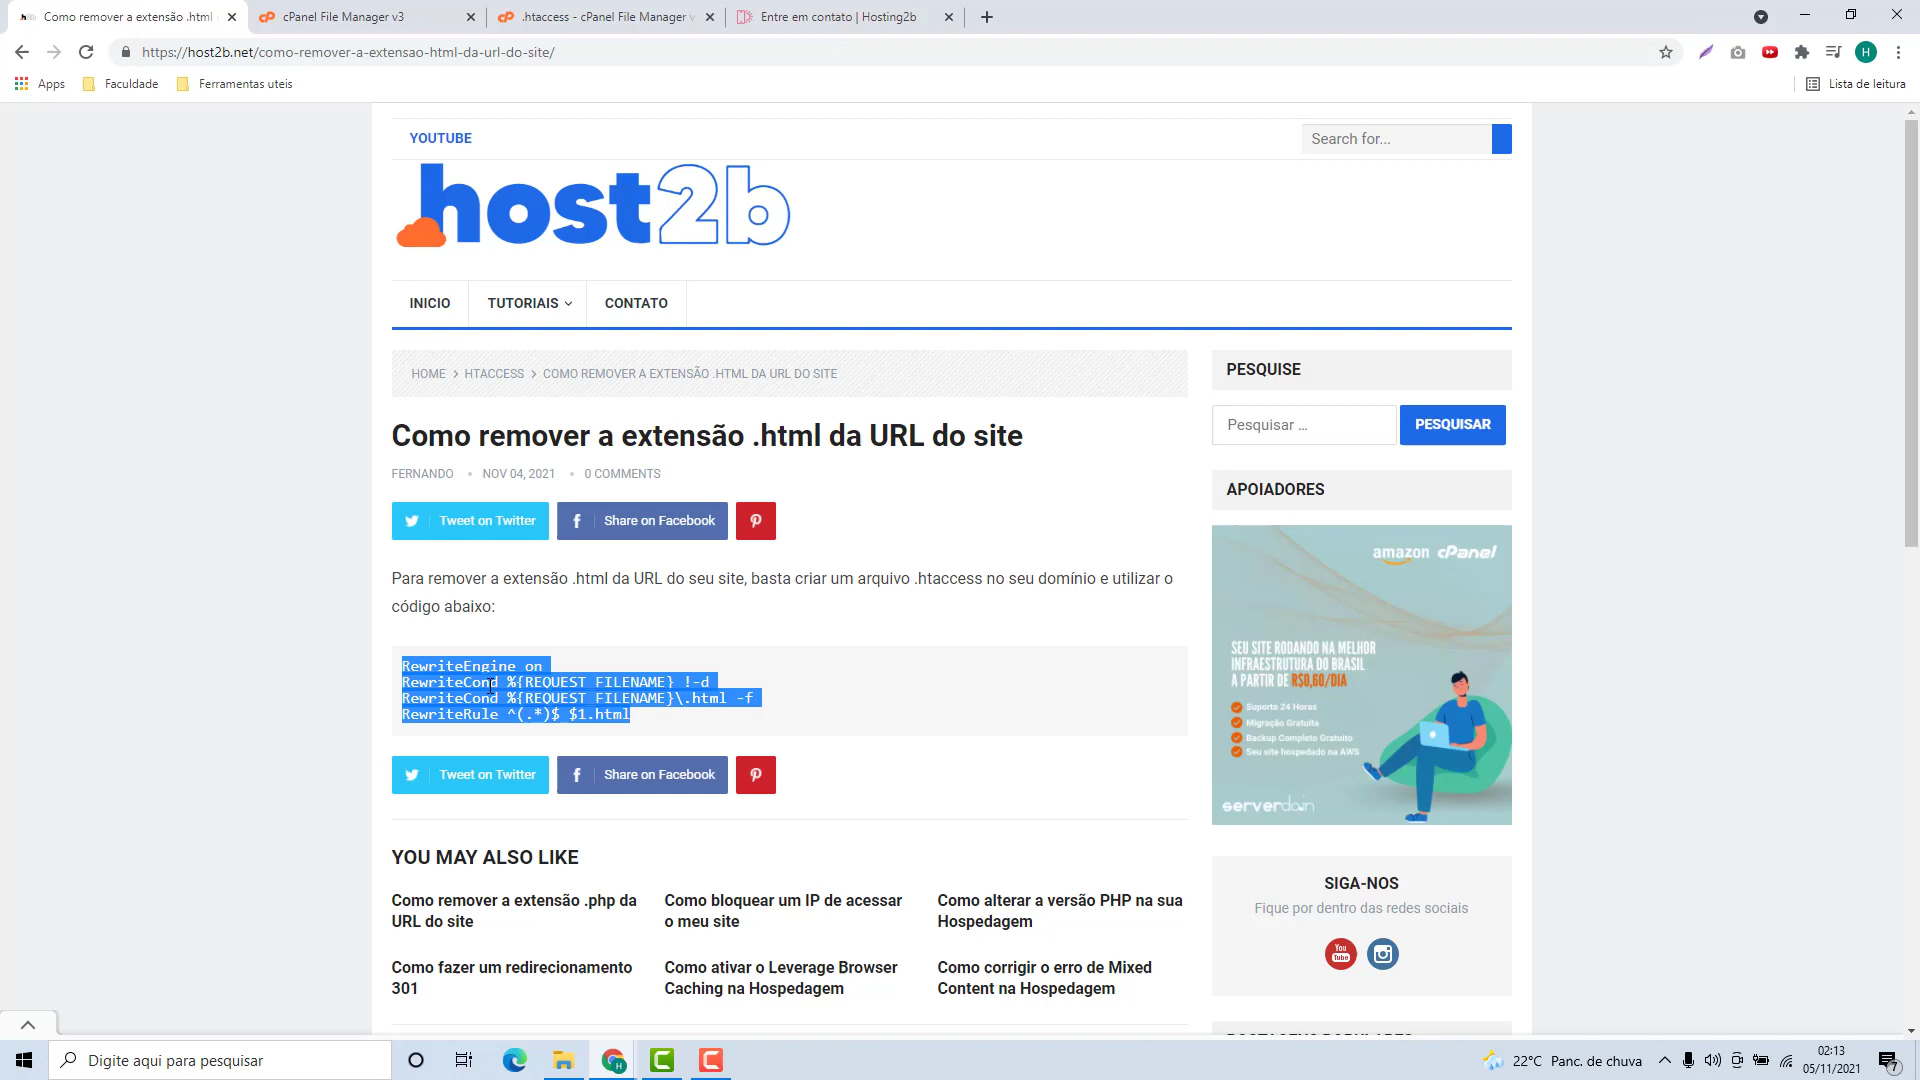 Como remover a extensão .html
cPanel File Manager v3
.htaccess - cPanel File Manager v
Entre em contato | Hosting2b
https://host2b.net/como-remover-a-extensao-html-da-url-do-site/
H
Apps
Faculdade
Ferramentas uteis
Lista de leitura
YOUTUBE
Search for...
host2b
INICIO
TUTORIAIS
CONTATO
HOME > HTACCESS > COMO REMOVER A EXTENSÃO .HTML DA URL DO SITE
Como remover a extensão .html da URL do site
FERNANDO • NOV 04, 2021 • 0 COMMENTS
Tweet on Twitter
Share on Facebook
Para remover a extensão .html da URL do seu site, basta criar um arquivo .htaccess no seu domínio e utilizar o
código abaixo:
RewriteEngine on
RewriteCond %{REQUEST_FILENAME} !-d
RewriteCond %{REQUEST_FILENAME}\.html -f
RewriteRule ^(.*)$ $1.html
Tweet on Twitter
Share on Facebook
YOU MAY ALSO LIKE
Como remover a extensão .php da
URL do site
Como bloquear um IP de acessar
o meu site
Como alterar a versão PHP na sua
Hospedagem
Como fazer um redirecionamento
301
Como ativar o Leverage Browser
Caching na Hospedagem
Como corrigir o erro de Mixed
Content na Hospedagem
PESQUISE
Pesquisar …
PESQUISAR
APOIADORES
amazon cPanel
SEU SITE RODANDO NA MELHOR
INFRAESTRUTURA DO BRASIL
A PARTIR DE R$0,60/DIA
Suporte 24 Horas
Migração Gratuita
Backup Completo Gratuito
Seu site hospedado na AWS
serverdo.in
SIGA-NOS
Fique por dentro das redes sociais
You
Tube
Digite aqui para pesquisar
22°C Panc. de chuva
02:13
05/11/2021
7